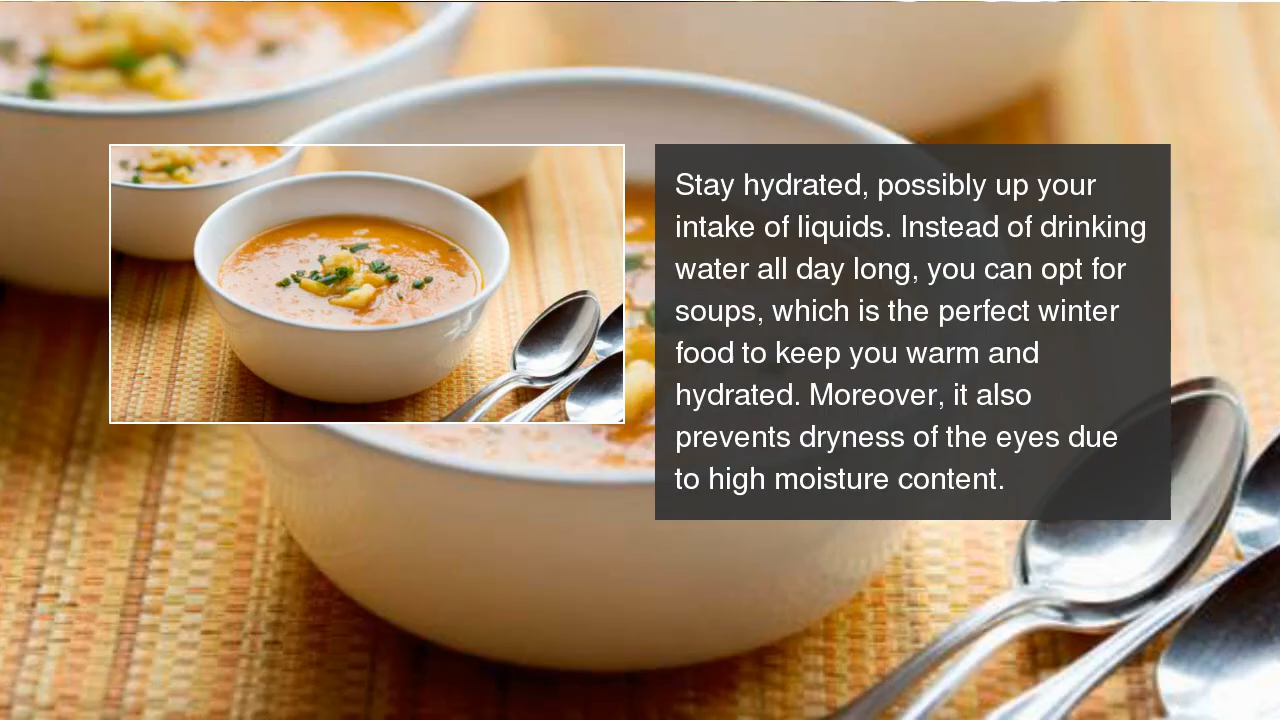 Stay hydrated, possibly up your
intake of liquids. Instead of drinking
water all day long, you can opt for
soups, which is the perfect winter
food to keep you warm and
hydrated. Moreover, it also
prevents dryness of the eyes due
to high moisture content.